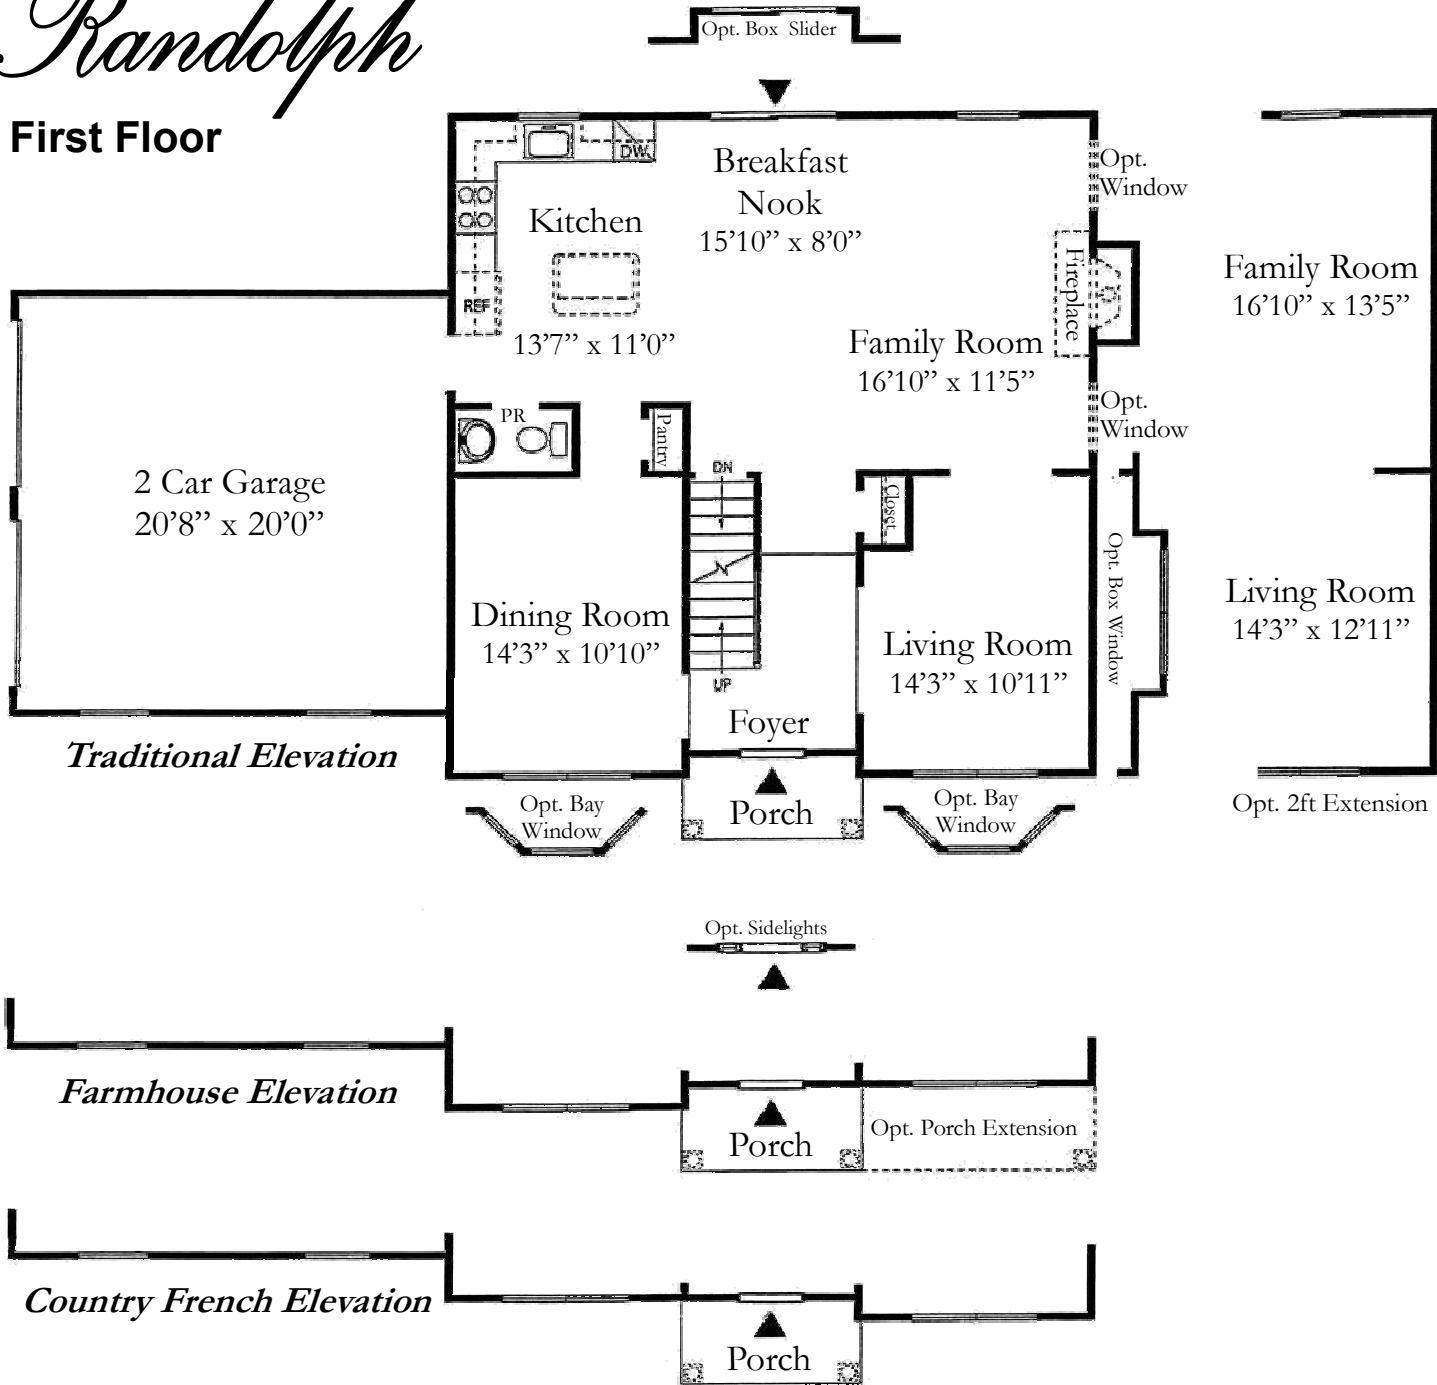 Randolph
First Floor
Opt. Box Slider
DW
Breakfast
Nook
15’10” x 8’0”
Kitchen
REF
13’7” x 11’0”
Opt.
Window
Fireplace
Family Room
16’10” x 11’5”
Opt.
Window
Family Room
16’10” x 13’5”
PR
Pantry
2 Car Garage
20’8” x 20’0”
DN
Closet
Dining Room
14’3” x 10’10”
UP
Foyer
Living Room
14’3” x 10’11”
Opt. Box Window
Living Room
14’3” x 12’11”
Opt. 2ft Extension
Traditional Elevation
Opt. Bay
Window
Porch
Opt. Bay
Window
Opt. Sidelights
Farmhouse Elevation
Porch
Opt. Porch Extension
Country French Elevation
Porch